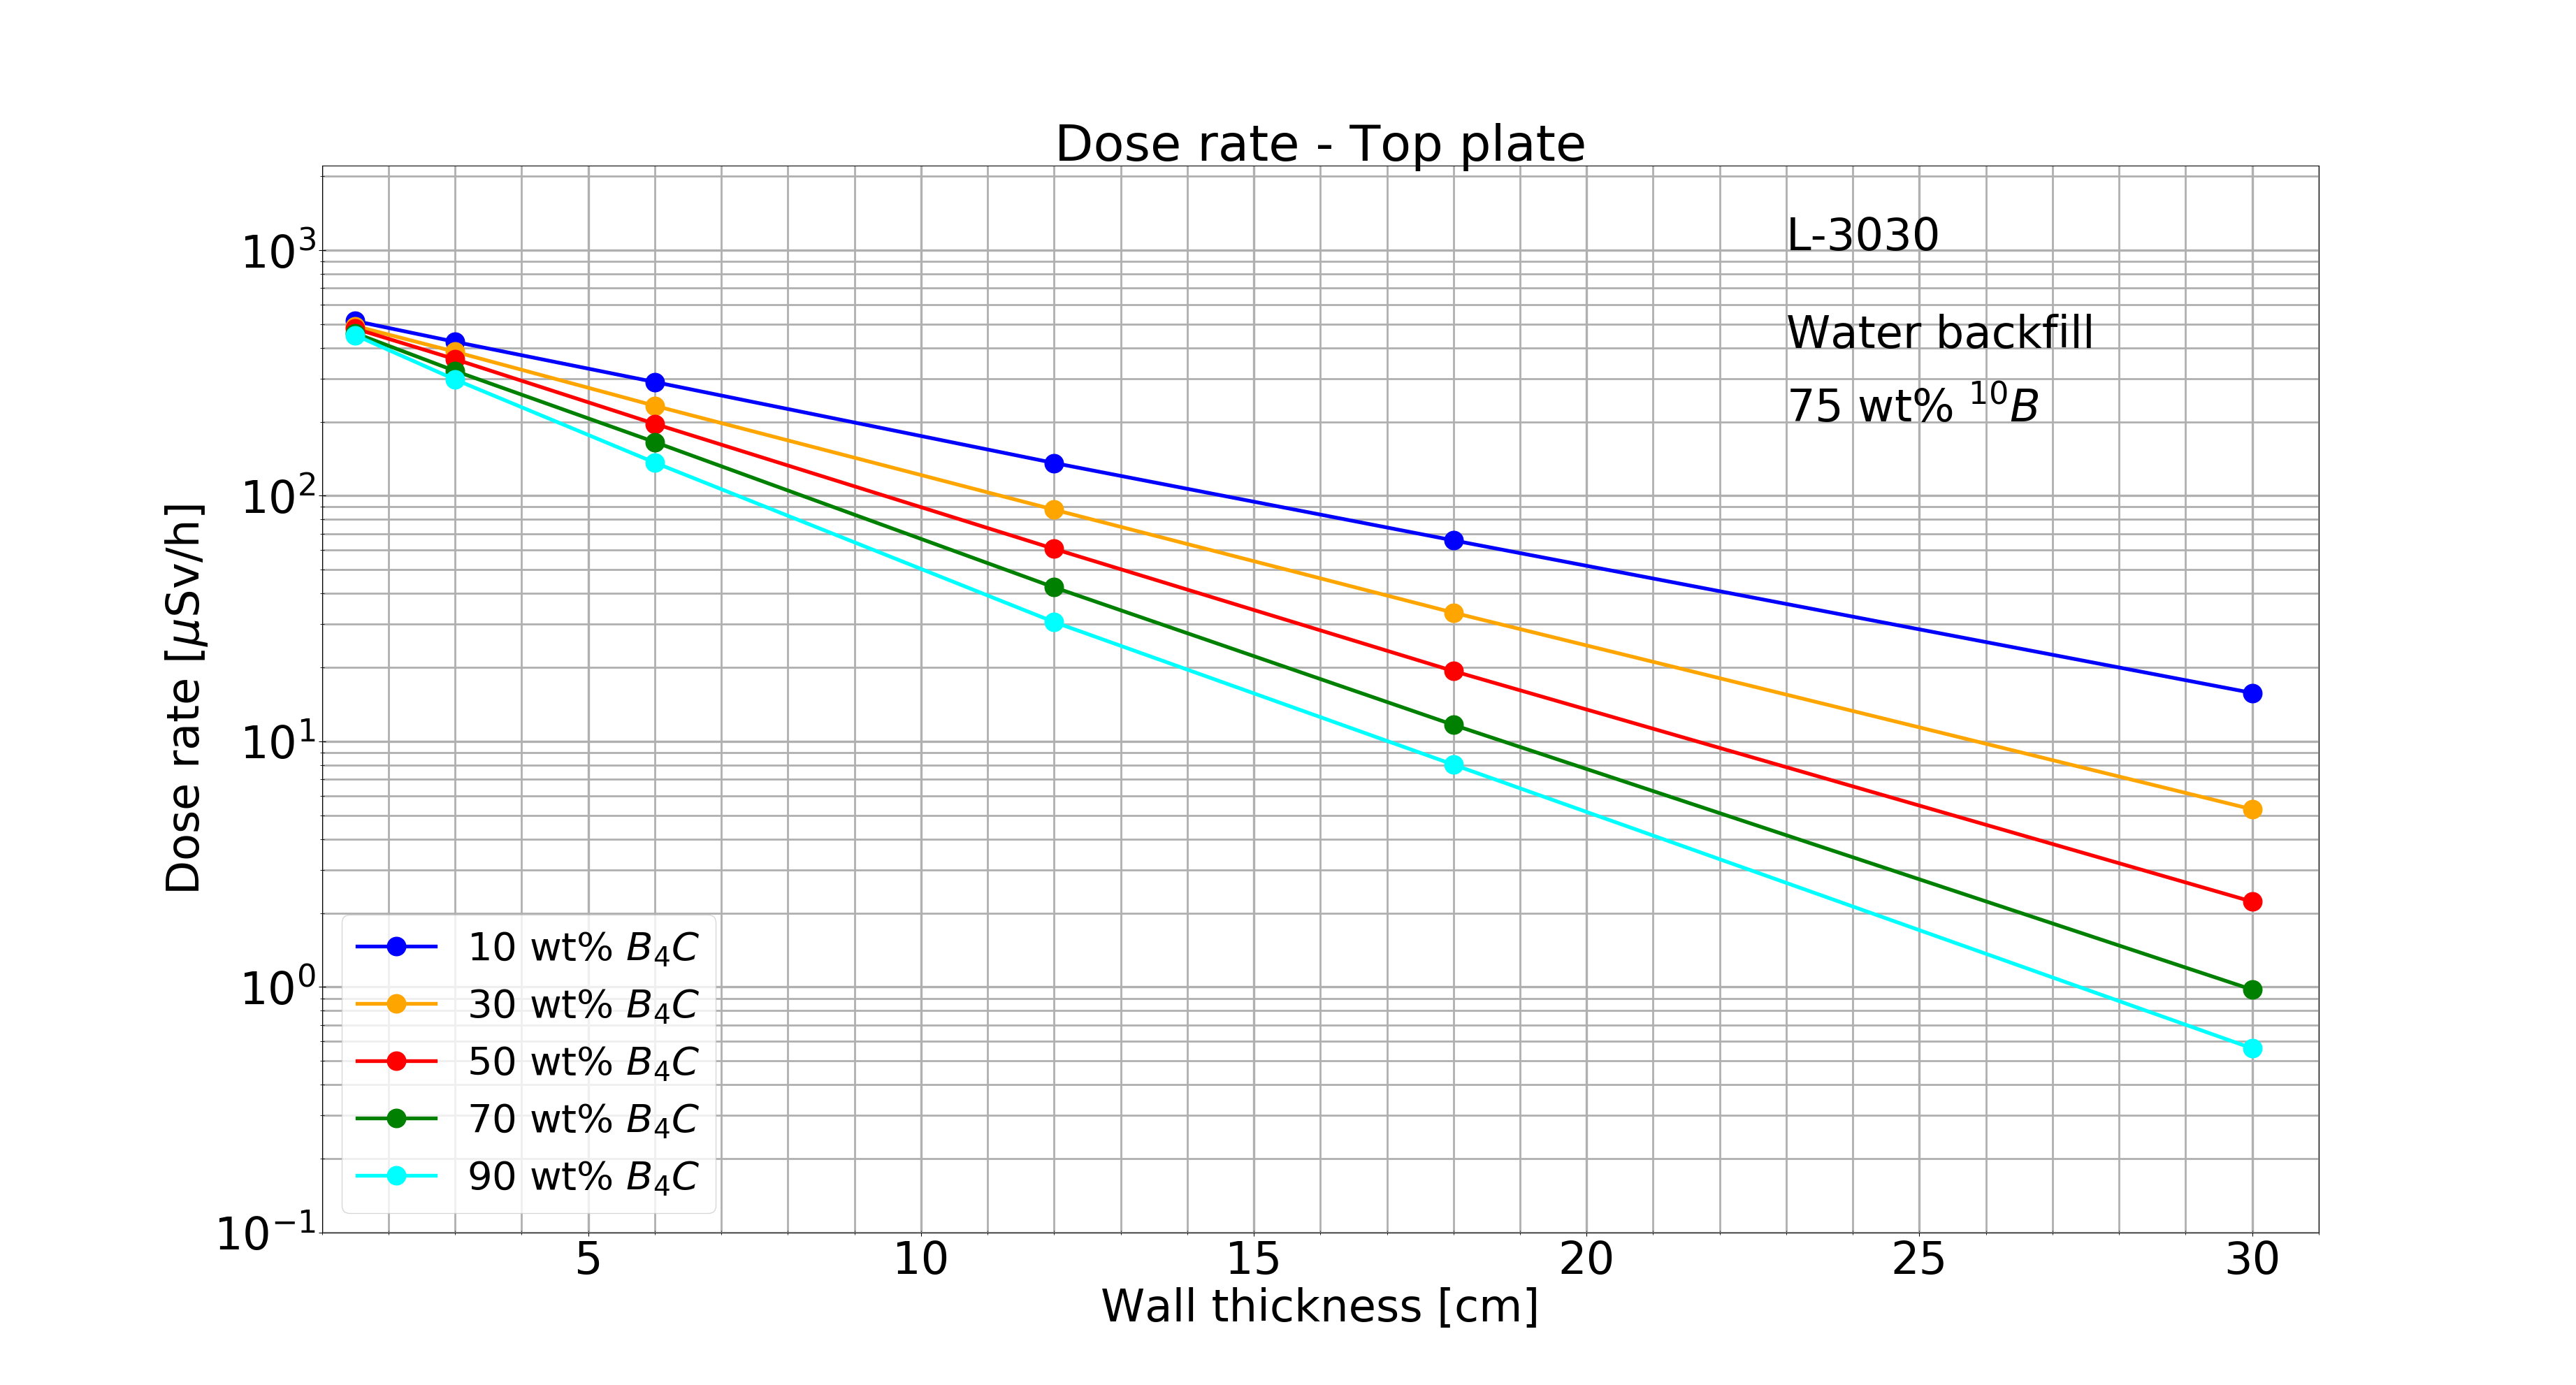 Dose rate - Top plate
L-3030
Water backfill
75 wt% ¹⁰B
Dose rate [μSv/h]
10³
10²
10¹
10⁰
10⁻¹
10 wt% B₄C
30 wt% B₄C
50 wt% B₄C
70 wt% B₄C
90 wt% B₄C
5 10 15 20 25 30
Wall thickness [cm]